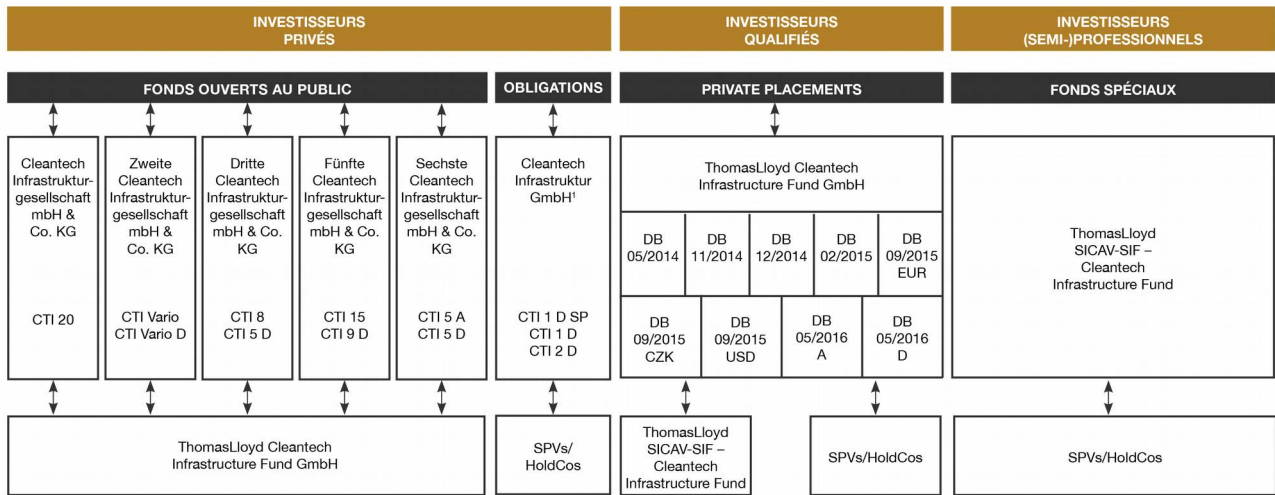 INVESTISSEURS
PRIVÉS
INVESTISSEURS
QUALIFIÉS
INVESTISSEURS
(SEMI-)PROFESSIONNELS
FONDS OUVERTS AU PUBLIC
OBLIGATIONS
PRIVATE PLACEMENTS
FONDS SPÉCIAUX
Cleantech
Infrastruktur-
gesellschaft
mbH &
Co. KG
CTI 20
Zweite
Cleantech
Infrastruktur-
gesellschaft
mbH &
Co. KG
CTI Vario
CTI Vario D
Dritte
Cleantech
Infrastruktur-
gesellschaft
mbH & Co.
KG
CTI 8
CTI 5 D
Fünfte
Cleantech
Infrastruktur-
gesellschaft
mbH & Co.
KG
CTI 15
CTI 9 D
Sechste
Cleantech
Infrastruktur-
gesellschaft
mbH & Co.
KG
CTI 5 A
CTI 5 D
Cleantech
Infrastruktur
GmbH¹
CTI 1 D SP
CTI 1 D
CTI 2 D
ThomasLloyd Cleantech
Infrastructure Fund GmbH
DB
05/2014
DB
11/2014
DB
12/2014
DB
02/2015
DB
09/2015
EUR
DB
09/2015
CZK
DB
09/2015
USD
DB
05/2016
A
DB
05/2016
D
ThomasLloyd
SICAV-SIF –
Cleantech
Infrastructure Fund
ThomasLloyd Cleantech
Infrastructure Fund GmbH
SPVs/
HoldCos
ThomasLloyd
SICAV-SIF –
Cleantech
Infrastructure Fund
SPVs/HoldCos
SPVs/HoldCos